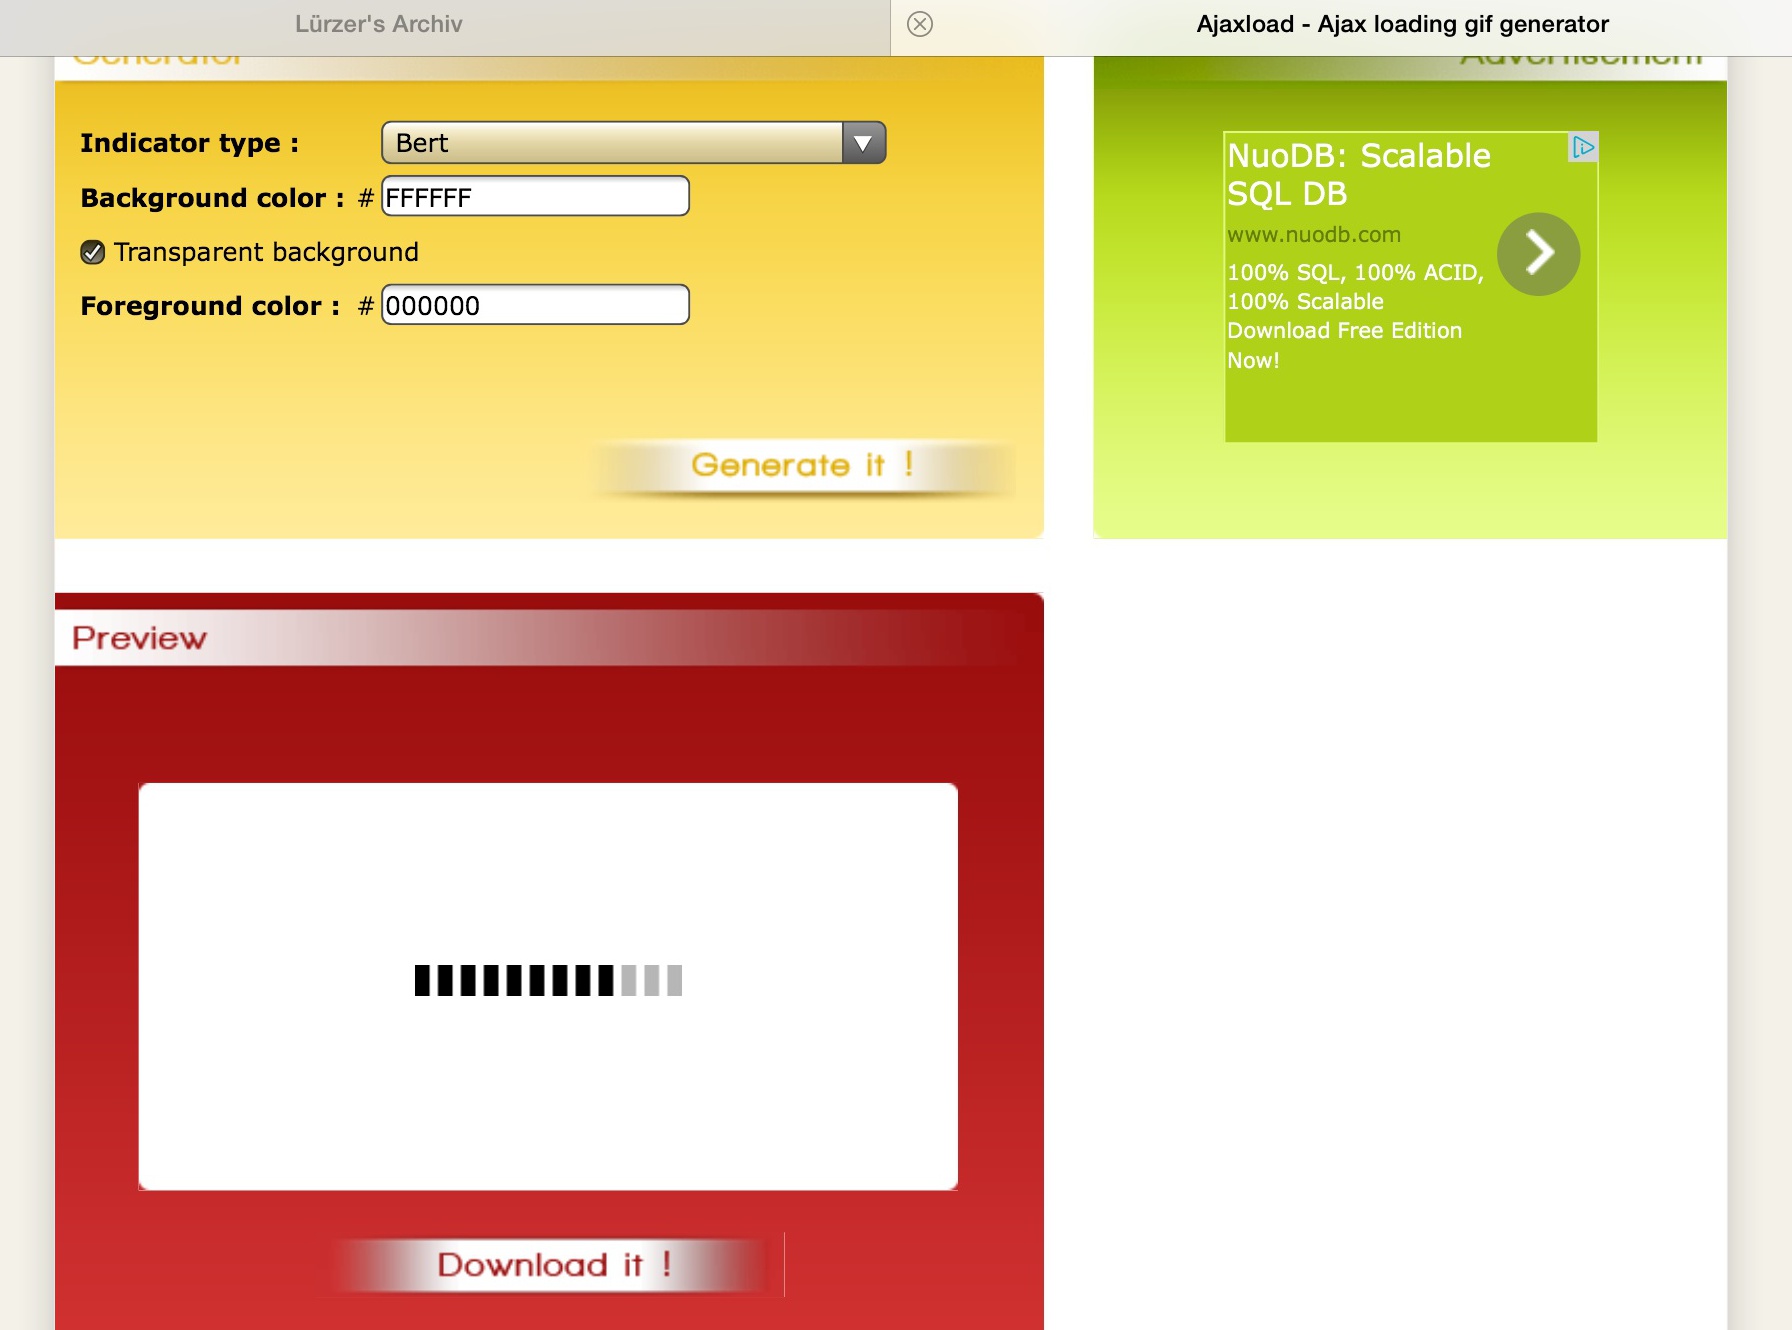 Lürzer's Archiv
Ajaxload - Ajax loading gif generator
Generator
Advertisement
Indicator type :
Bert
Background color : # FFFFFF
Transparent background
Foreground color : # 000000
Generate it !
NuoDB: Scalable
SQL DB
www.nuodb.com
100% SQL, 100% ACID,
100% Scalable
Download Free Edition
Now!
Preview
Download it !